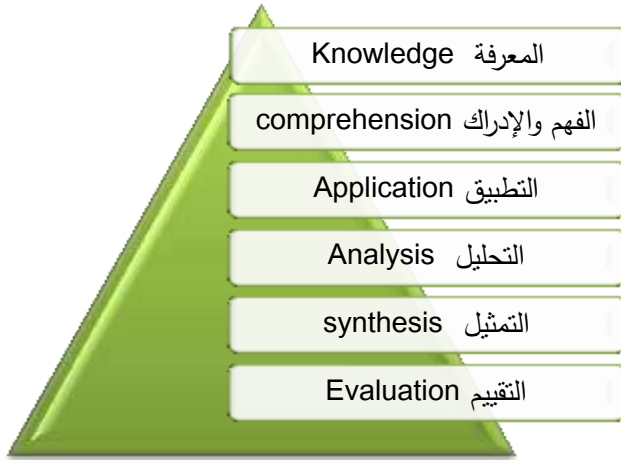 المعرفة Knowledge
الفهم والإدراك comprehension
التطبيق Application
التحليل Analysis
التمثيل synthesis
التقييم Evaluation